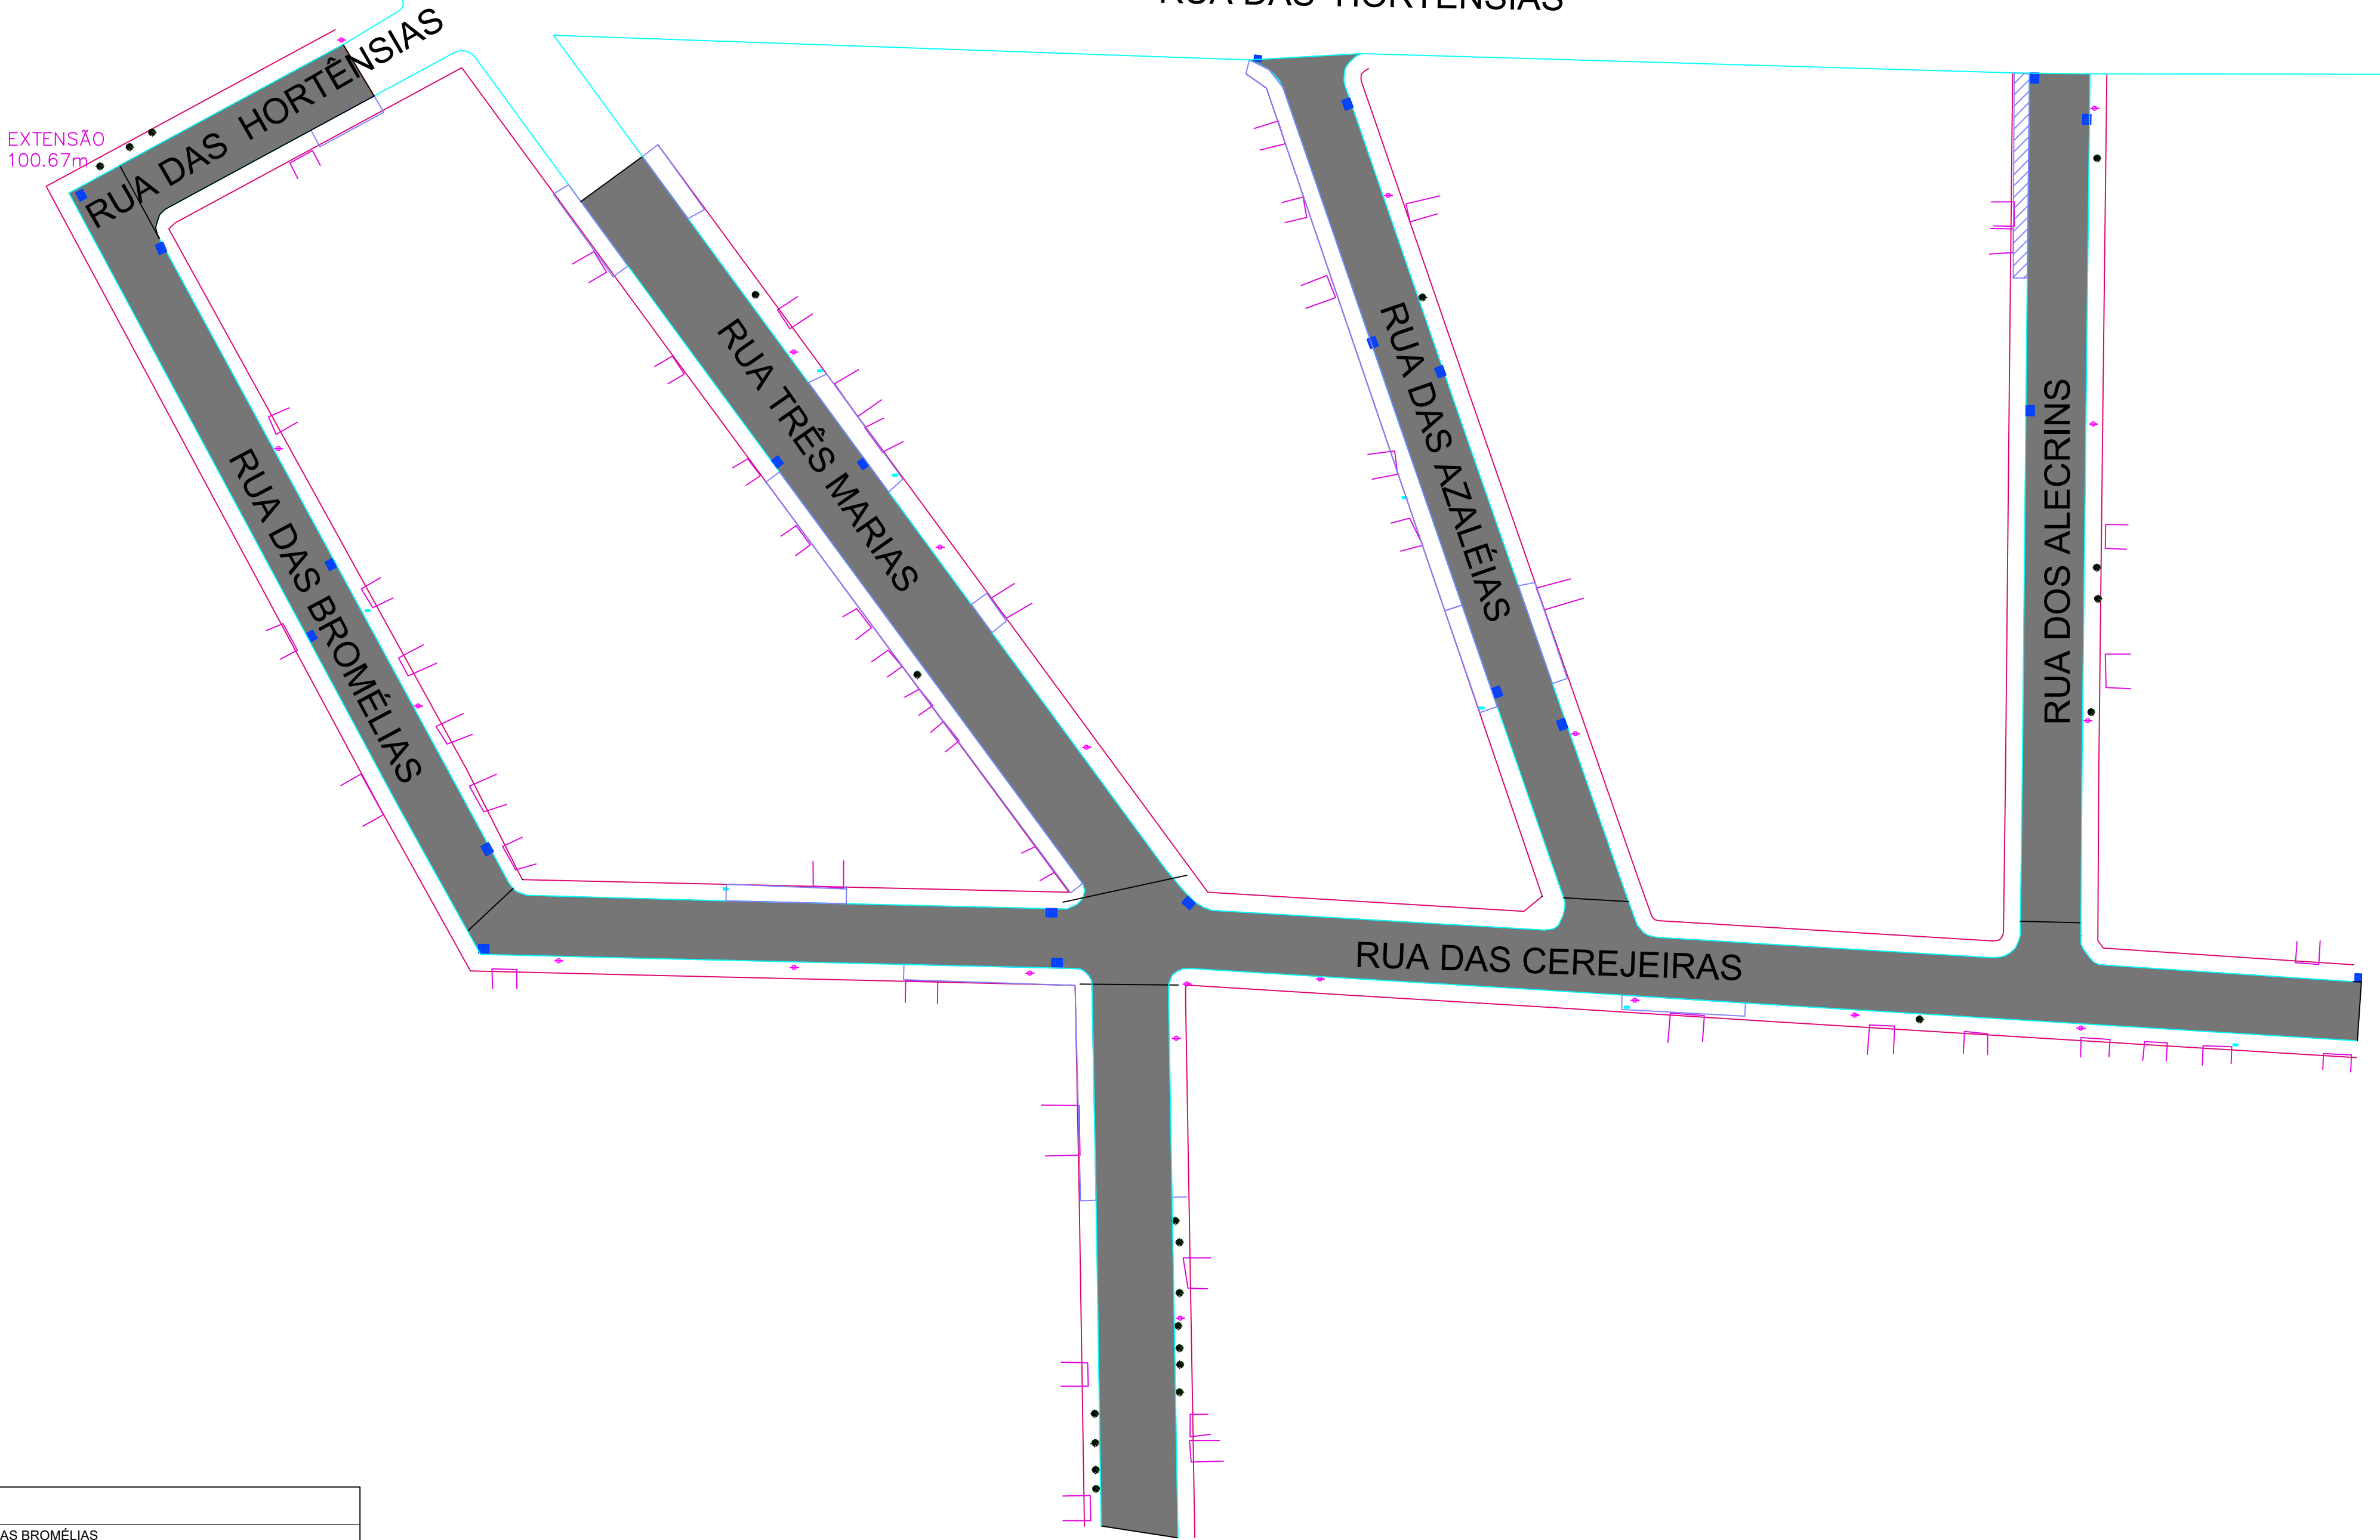 RUA DAS HORTENSIAS
RUA DAS HORTÊNSIAS
EXTENSÃO
100.67m
RUA DAS BROMÉLIAS
RUA TRÊS MARIAS
RUA DAS AZALÉIAS
RUA DOS ALECRINS
RUA DAS CEREJEIRAS
AS BROMÉLIAS